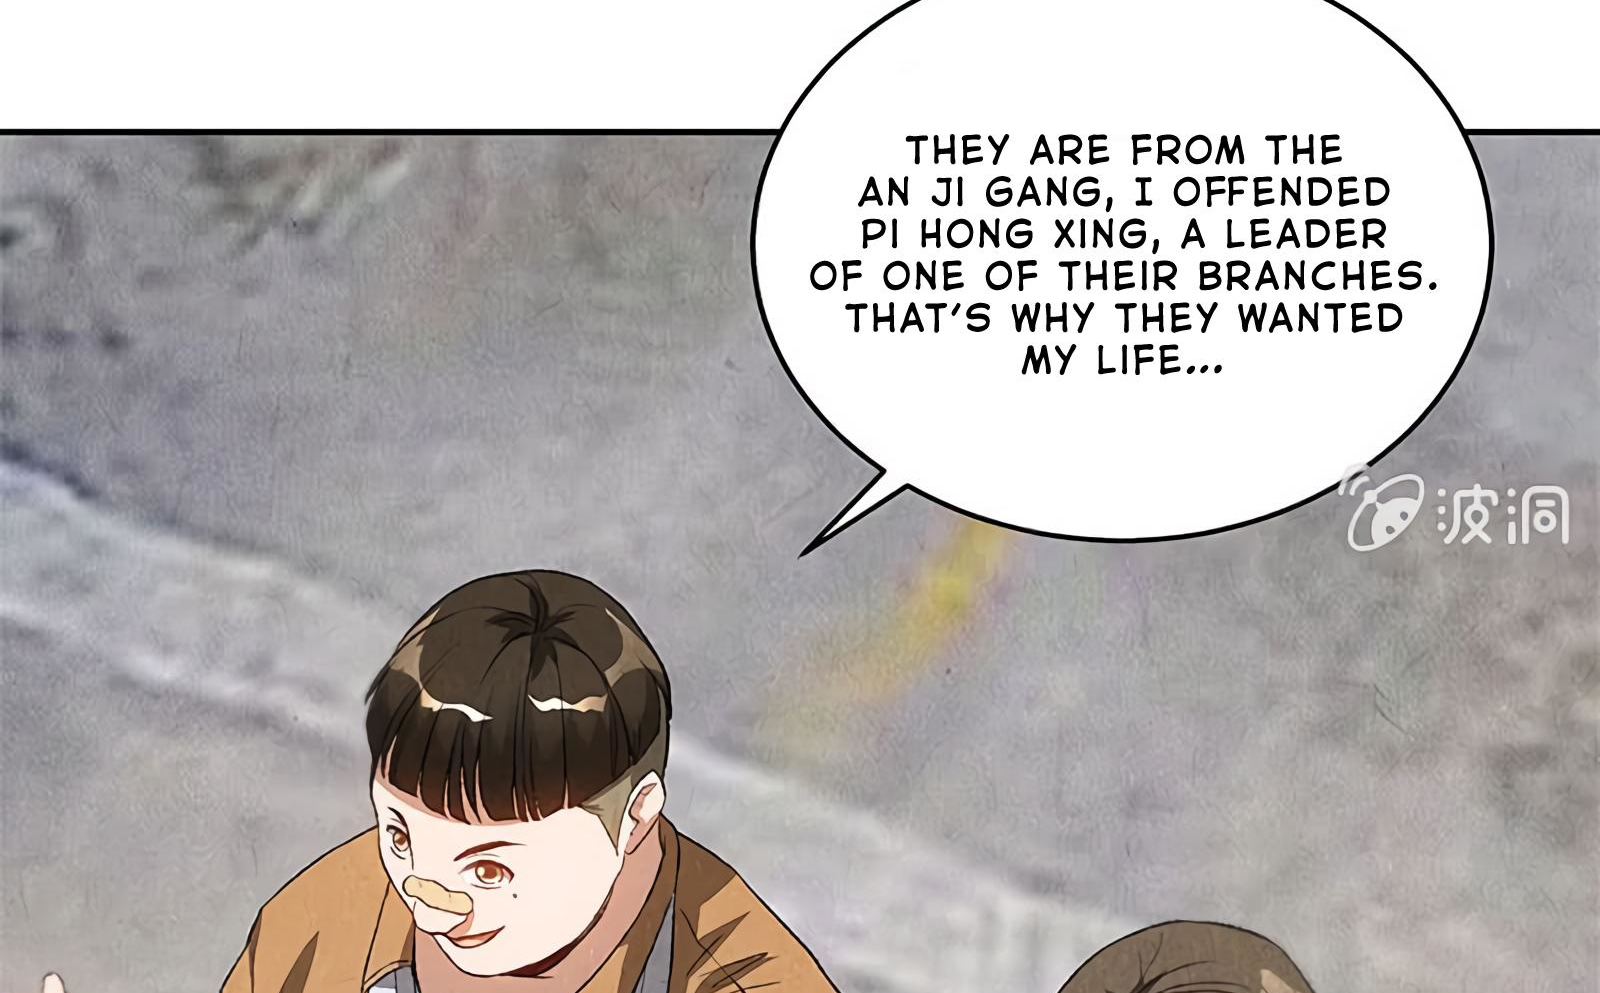 THEY ARE FROM THE
AN JI GANG, I OFFENDED
PI HONG XING, A LEADER
OF ONE OF THEIR BRANCHES.
THAT'S WHY THEY WANTED
MY LIFE...
波洞